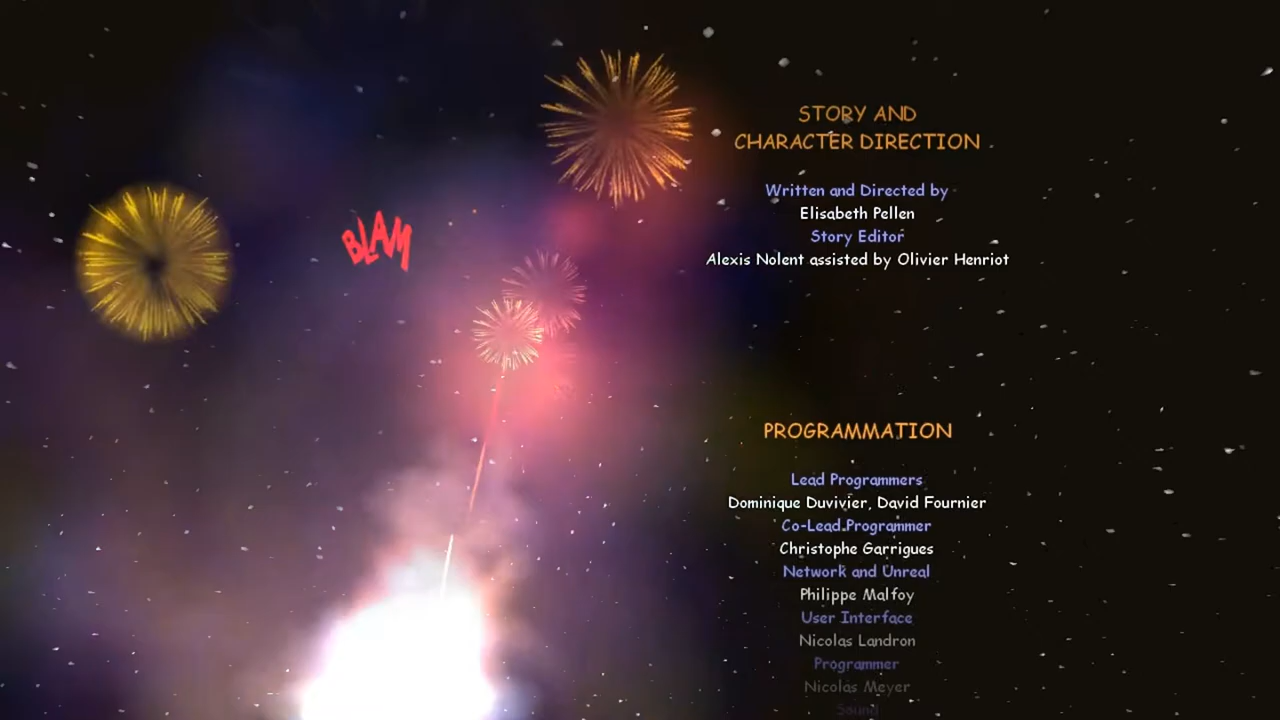 BLAM
STORY AND
CHARACTER DIRECTION
Written and Directed by
Elisabeth Pellen
Story Editor
Alexis Nolent assisted by Olivier Henriot
PROGRAMMATION
Lead Programmers
Dominique Duvivier, David Fournier
Co-Lead Programmer
Christophe Garrigues
Network and Unreal
Philippe Malfoy
User Interface
Nicolas Landron
Programmer
Nicolas Meyer
Sound